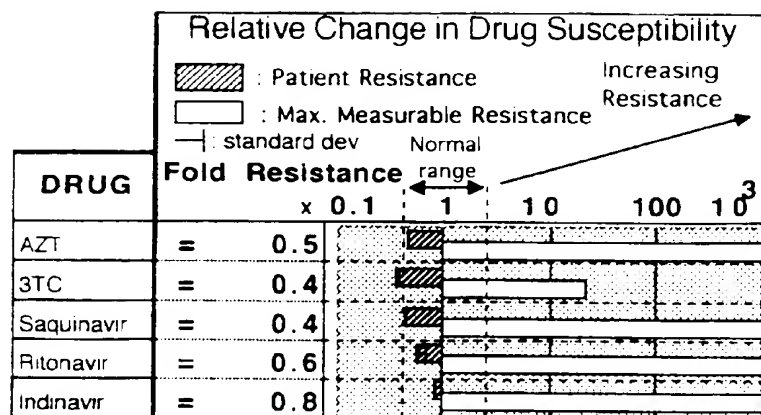 Relative Change in Drug Susceptibility
: Patient Resistance
Increasing
Resistance
: Max. Measurable Resistance
: standard dev
Normal
range
DRUG Fold Resistance
x 0.1 1 10 100 10³
AZT = 0.5
3TC = 0.4
Saquinavir = 0.4
Ritonavir = 0.6
Indinavir = 0.8